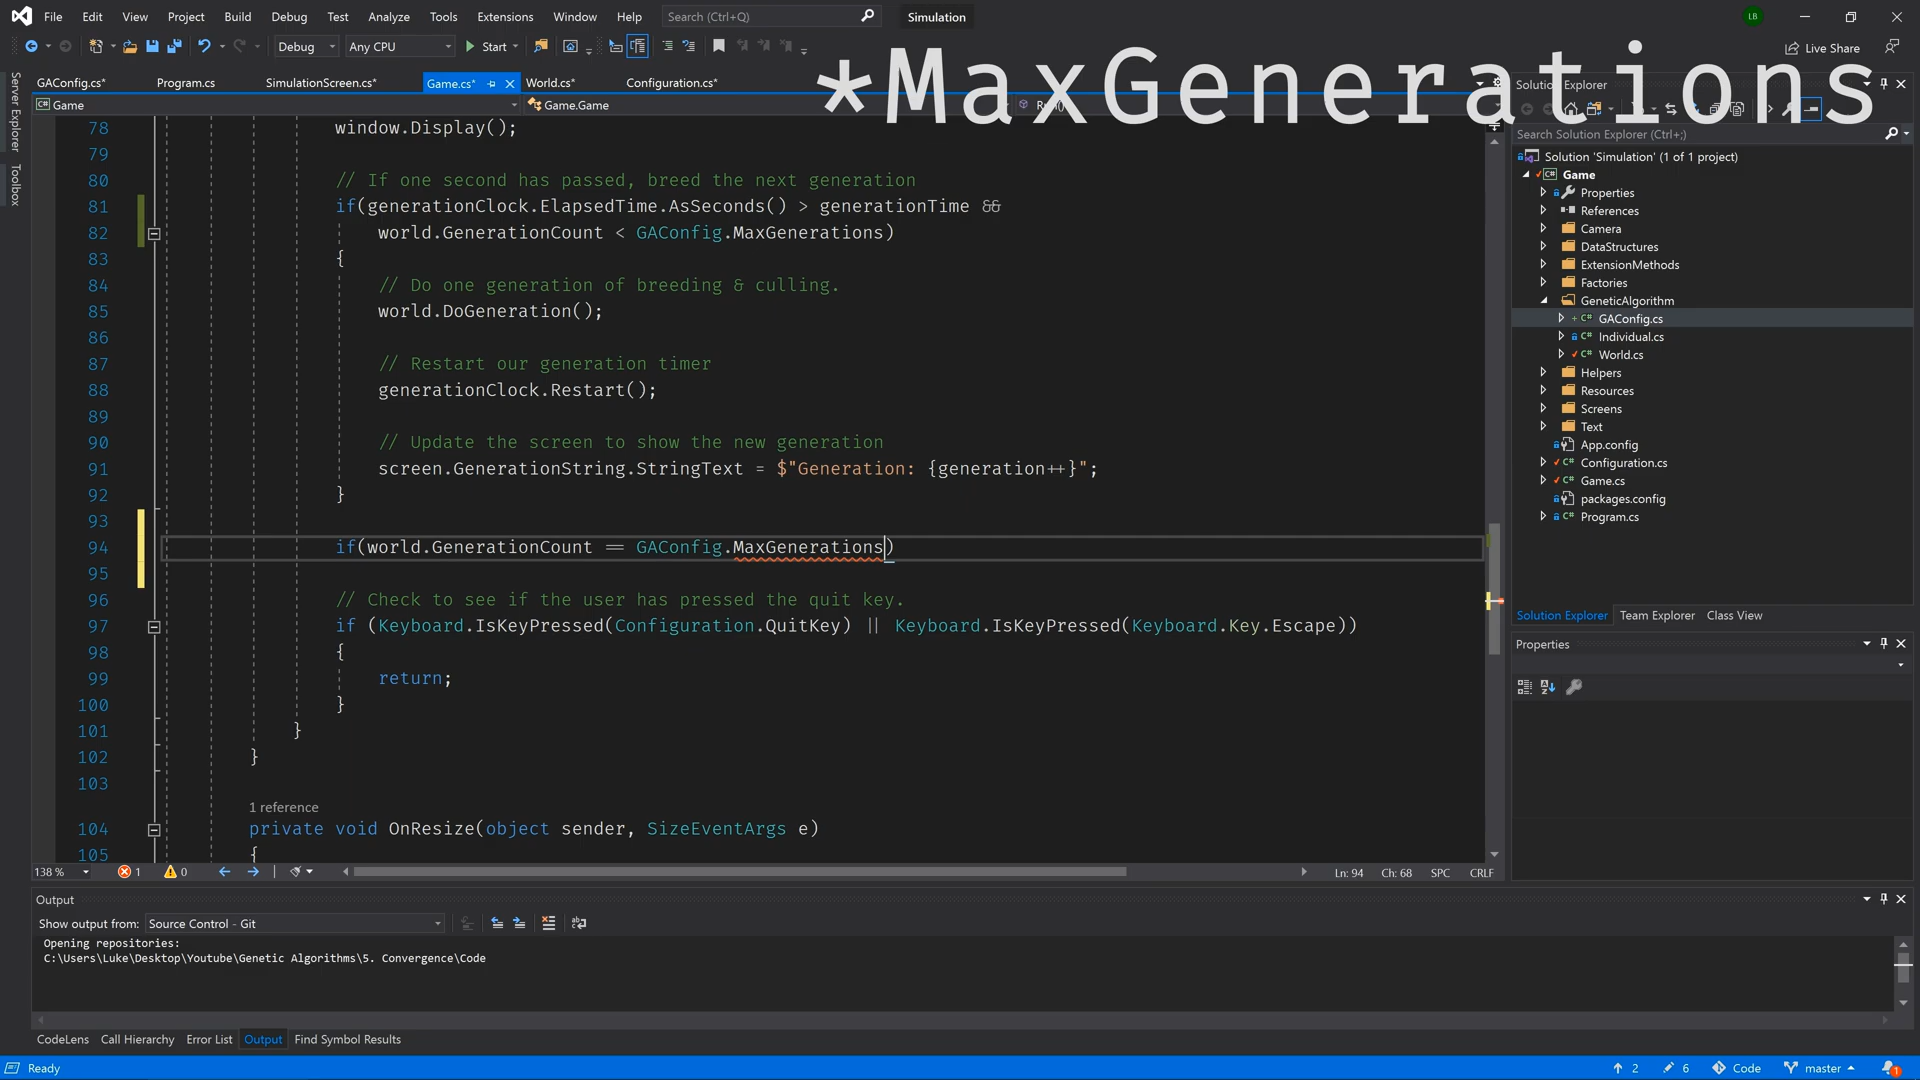 File Edit View Project Build Debug Test Analyze Tools Extensions Window Help Search (Ctrl+Q) Simulation LB
Debug Any CPU Start Live Share
*MaxGenerations
GAConfig.cs* Program.cs SimulationScreen.cs* Game.cs* World.cs* Configuration.cs*
Game Game.Game
78 window.Display();
79
80 // If one second has passed, breed the next generation
81 if(generationClock.ElapsedTime.AsSeconds() > generationTime &&
82 world.GenerationCount < GAConfig.MaxGenerations)
83 {
84 // Do one generation of breeding & culling.
85 world.DoGeneration();
86
87 // Restart our generation timer
88 generationClock.Restart();
89
90 // Update the screen to show the new generation
91 screen.GenerationString.StringText = $"Generation: {generation++}";
92 }
93
94 if(world.GenerationCount == GAConfig.MaxGenerations)
95
96 // Check to see if the user has pressed the quit key.
97 if (Keyboard.IsKeyPressed(Configuration.QuitKey) || Keyboard.IsKeyPressed(Keyboard.Key.Escape))
98 {
99 return;
100 }
101 }
102 }
103
1 reference
104 private void OnResize(object sender, SizeEventArgs e)
105 {
138 % 1 0 Ln: 94 Ch: 68 SPC CRLF
Server Explorer
Toolbox
Solution Explorer
Search Solution Explorer (Ctrl+;)
Solution 'Simulation' (1 of 1 project)
Game
Properties
References
Camera
DataStructures
ExtensionMethods
Factories
GeneticAlgorithm
GAConfig.cs
Individual.cs
World.cs
Helpers
Resources
Screens
Text
App.config
Configuration.cs
Game.cs
packages.config
Program.cs
Solution Explorer Team Explorer Class View
Properties
Output
Show output from: Source Control - Git
Opening repositories:
C:\Users\Luke\Desktop\Youtube\Genetic Algorithms\5. Convergence\Code
CodeLens Call Hierarchy Error List Output Find Symbol Results
Ready 2 6 Code master 1